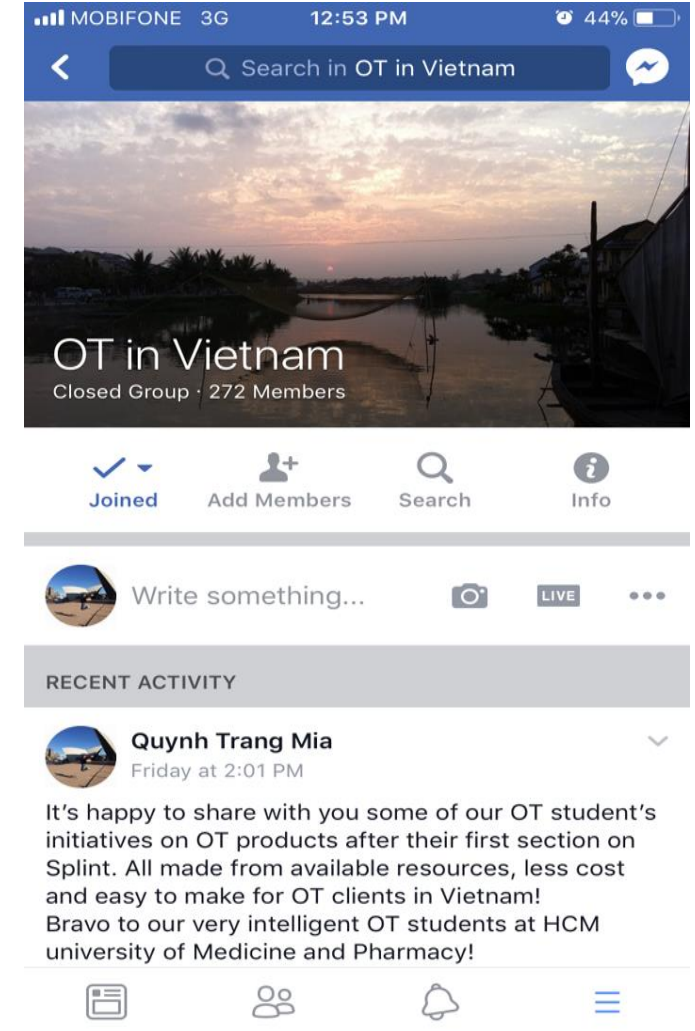 MOBIFONE 3G 12:53 PM 44%
Search in OT in Vietnam
OT in Vietnam
Closed Group · 272 Members
Joined Add Members Search Info
Write something... LIVE
RECENT ACTIVITY
Quynh Trang Mia
Friday at 2:01 PM
It's happy to share with you some of our OT student's
initiatives on OT products after their first section on
Splint. All made from available resources, less cost
and easy to make for OT clients in Vietnam!
Bravo to our very intelligent OT students at HCM
university of Medicine and Pharmacy!